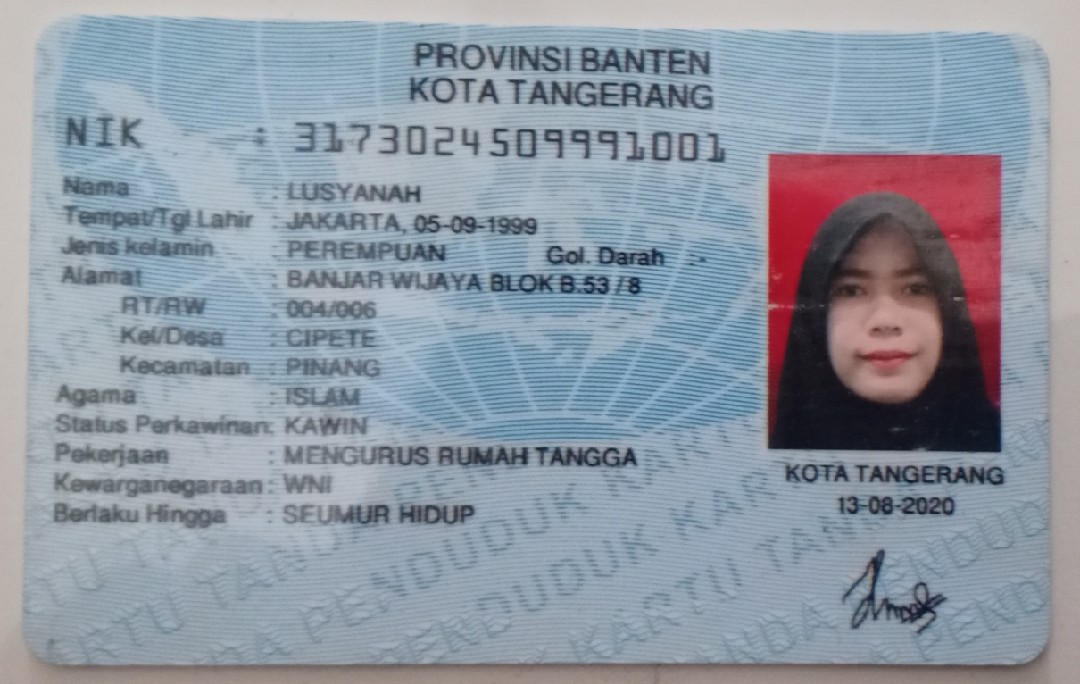 PROVINSI BANTEN
KOTA TANGERANG
NIK : 3173024509991001
Nama : LUSYANAH
Tempat/Tgl Lahir : JAKARTA, 05-09-1999
Jenis kelamin : PEREMPUAN Gol. Darah :-
Alamat : BANJAR WIJAYA BLOK B.53 / 8
RT/RW : 004/006
Kel/Desa : CIPETE
Kecamatan : PINANG
Agama : ISLAM
Status Perkawinan: KAWIN
Pekerjaan : MENGURUS RUMAH TANGGA
Kewarganegaraan: WNI
Berlaku Hingga : SEUMUR HIDUP
KOTA TANGERANG
13-08-2020
KARTU TANDA PENDUDUK